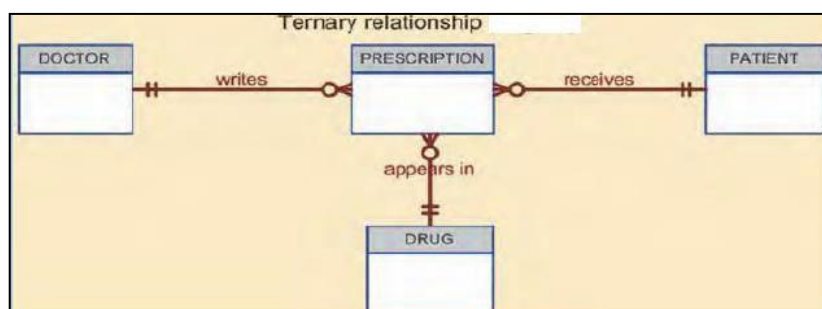 Ternary relationship
DOCTOR
PRESCRIPTION
PATIENT
writes
receives
appears in
DRUG